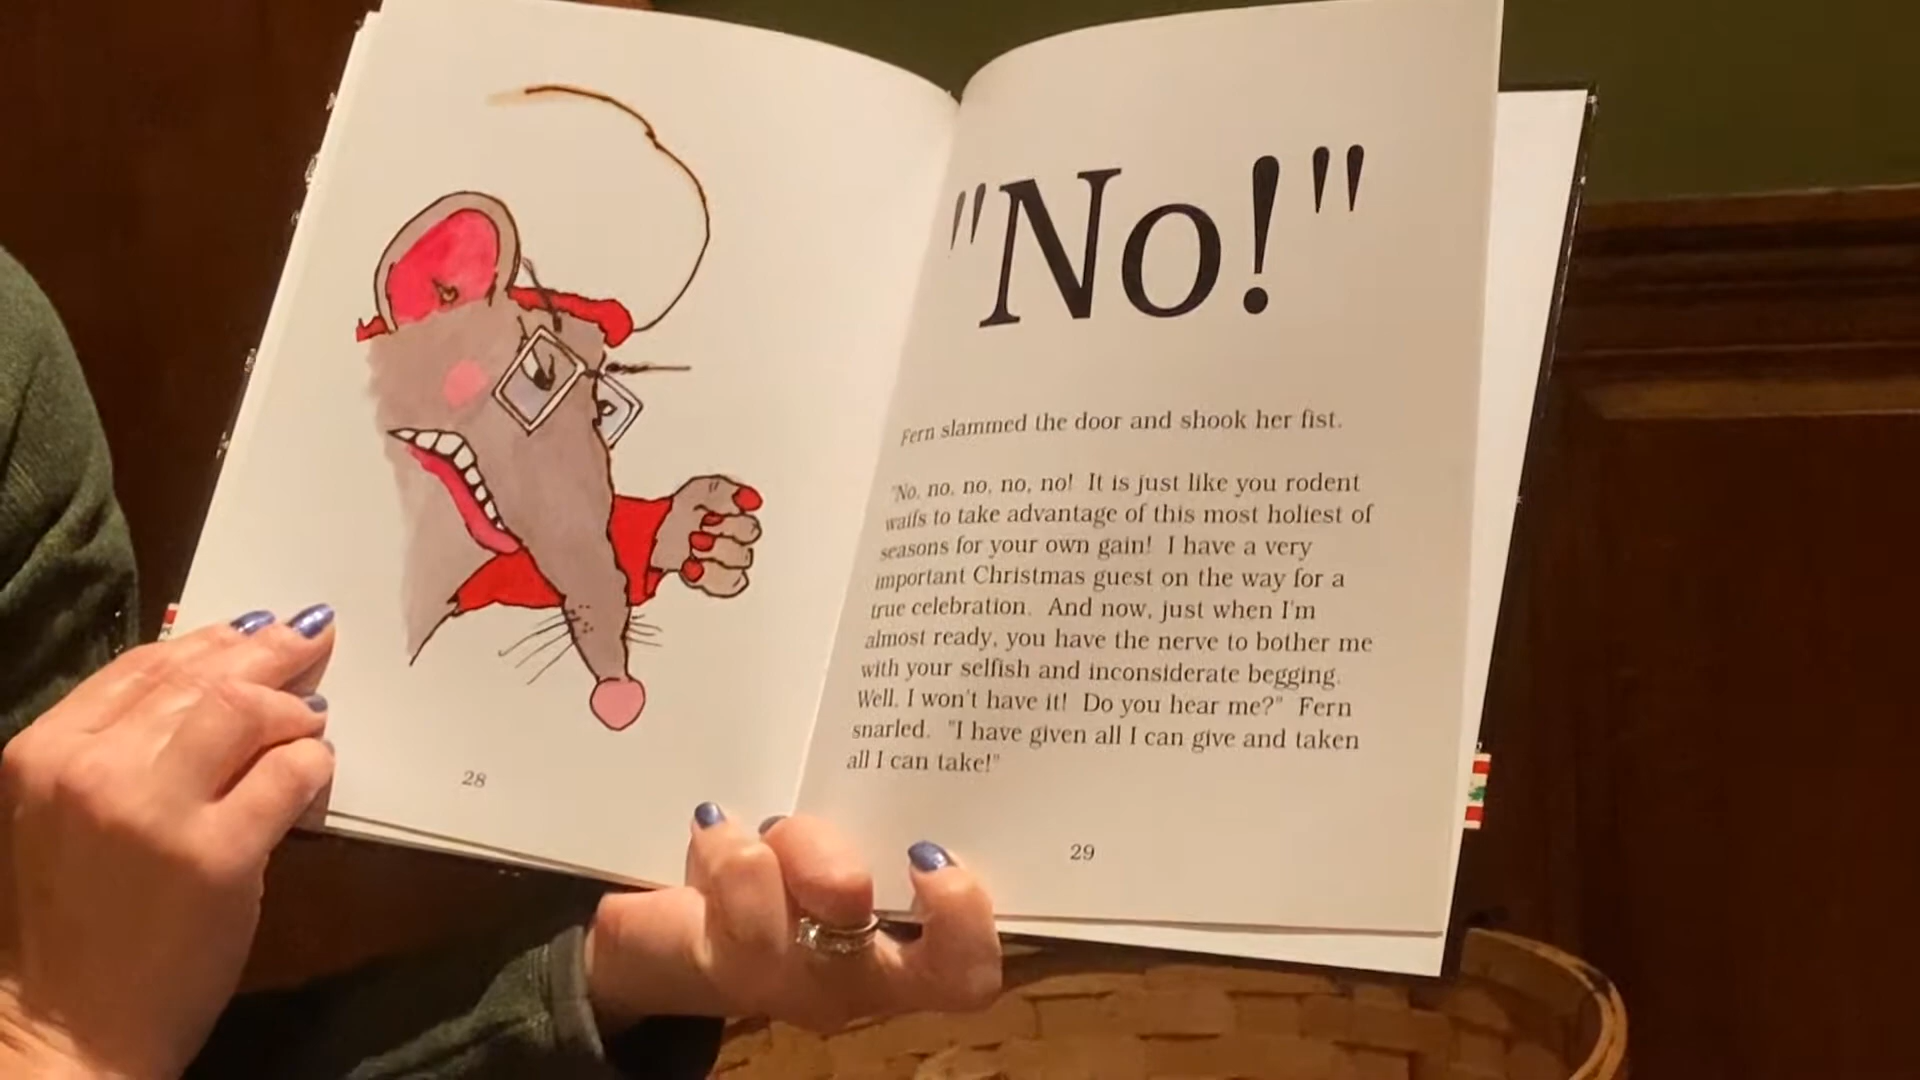 28
"No!"
Fern slammed the door and shook her fist.
"No, no, no, no, no! It is just like you rodent
waifs to take advantage of this most holiest of
seasons for your own gain! I have a very
important Christmas guest on the way for a
true celebration. And now, just when I'm
almost ready, you have the nerve to bother me
with your selfish and inconsiderate begging.
Well, I won't have it! Do you hear me?" Fern
snarled. "I have given all I can give and taken
all I can take!"
29